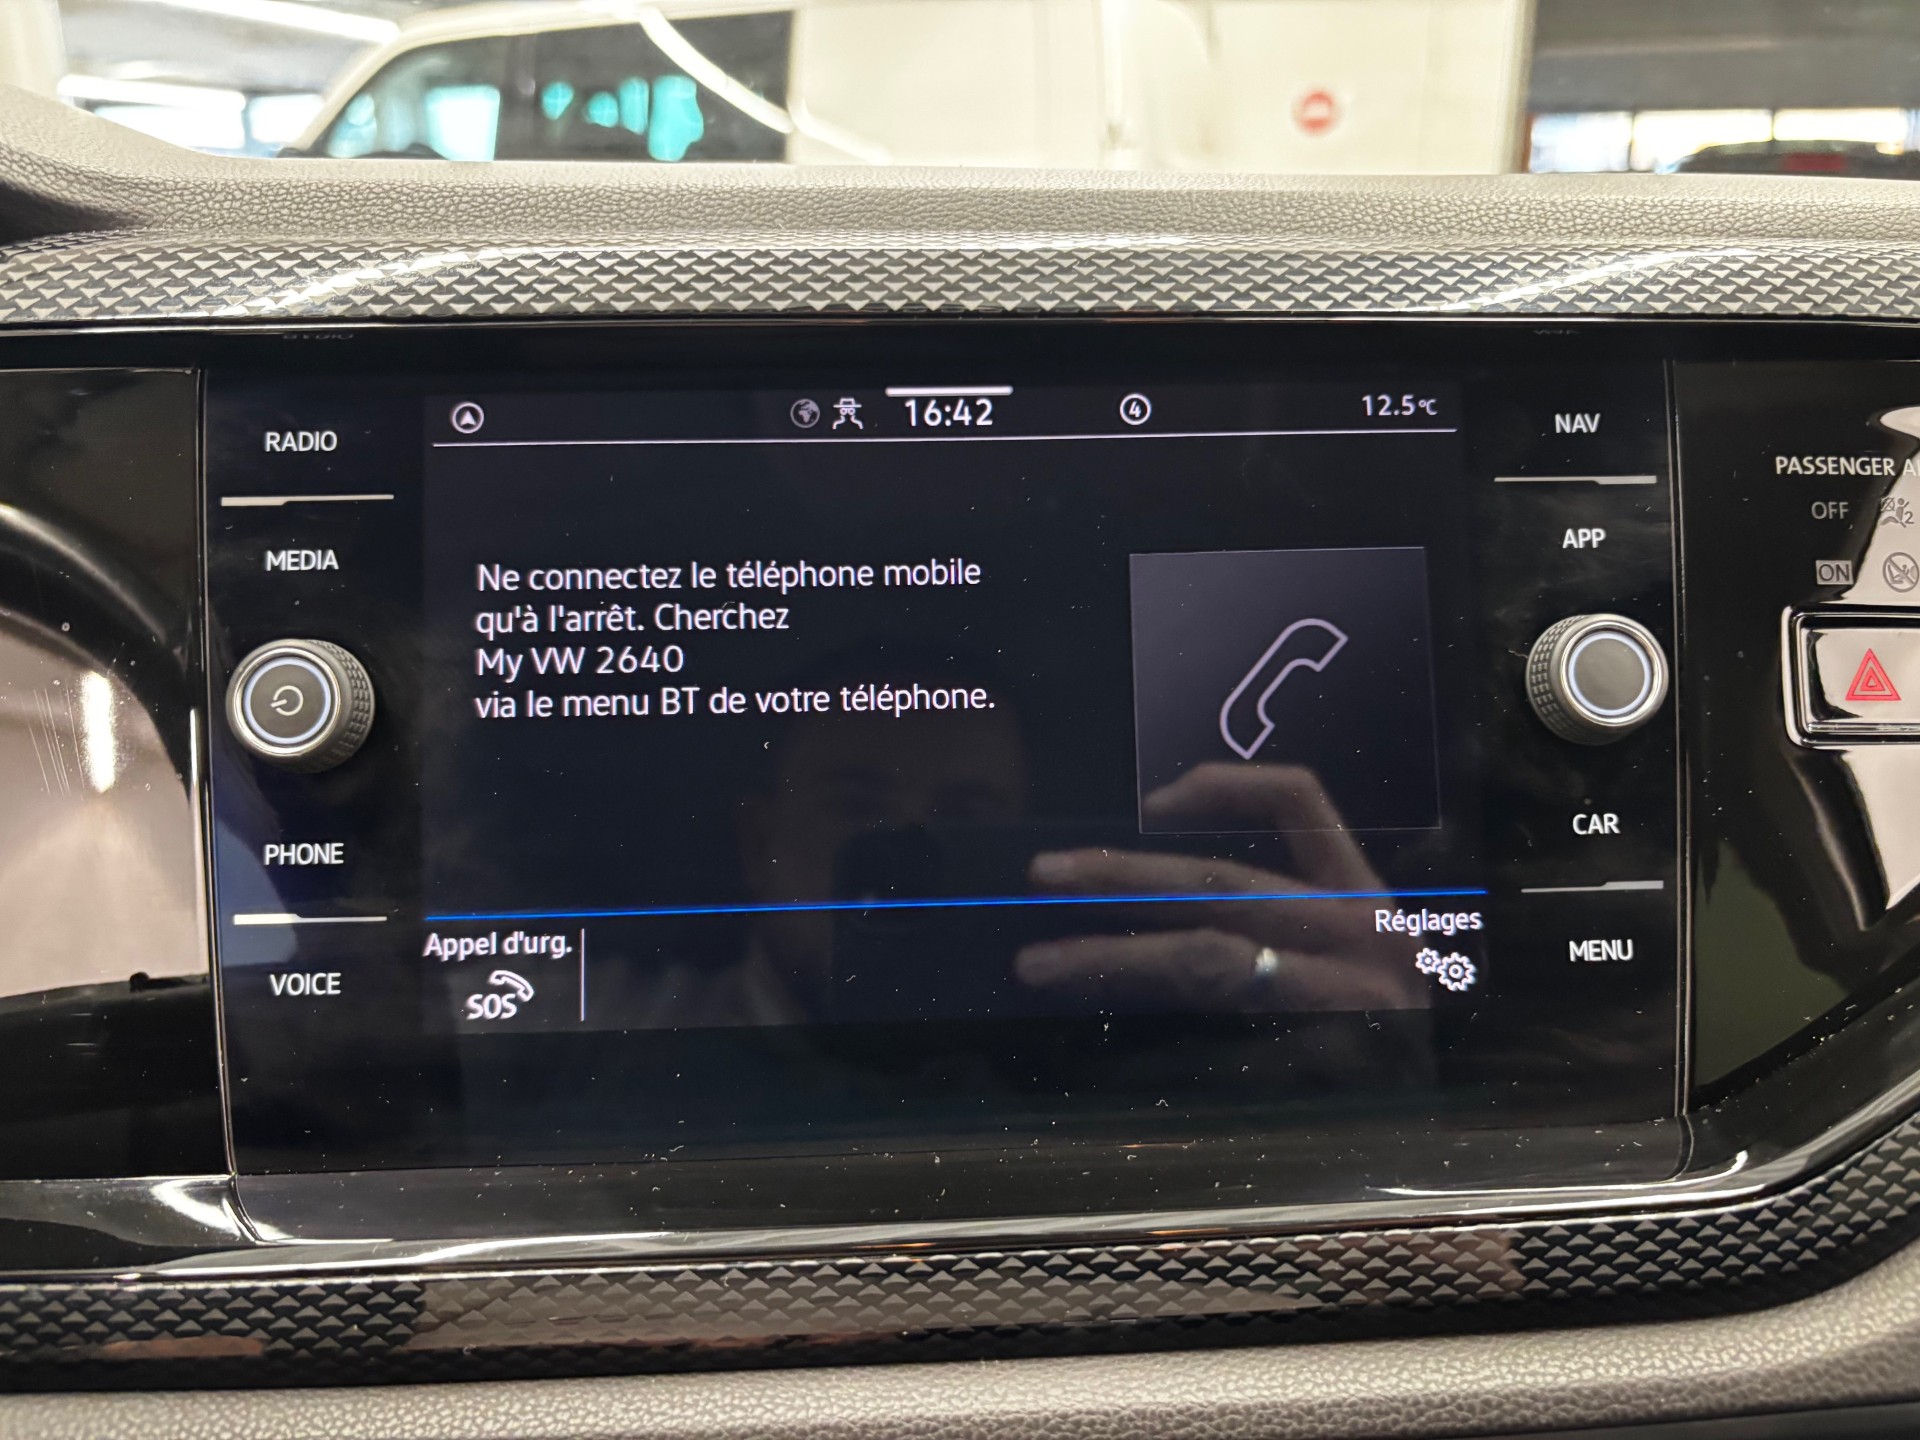 RADIO
MEDIA
PHONE
VOICE
16:42
4
12.5°C
Ne connectez le téléphone mobile
qu'à l'arrêt. Cherchez
My VW 2640
via le menu BT de votre téléphone.
Appel d'urg.
SOS
Réglages
NAV
APP
CAR
MENU
PASSENGER
OFF
ON